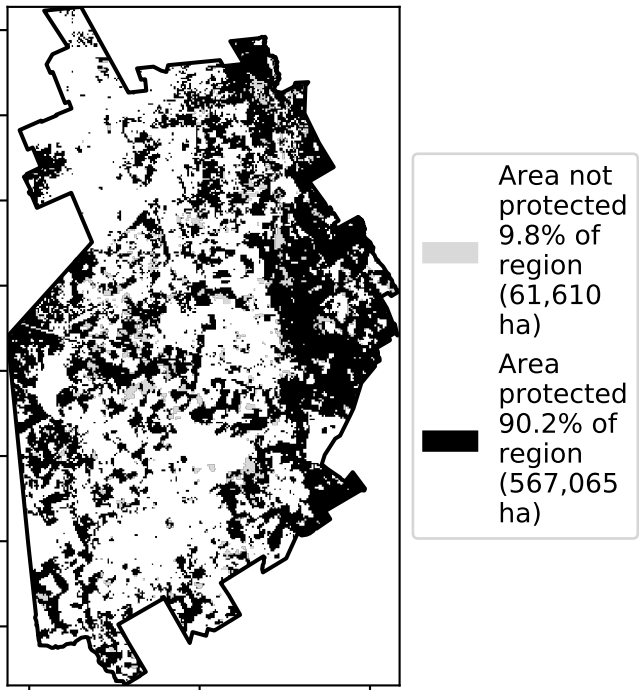 Area not
protected
9.8% of
region
(61,610
ha)
Area
protected
90.2% of
region
(567,065
ha)